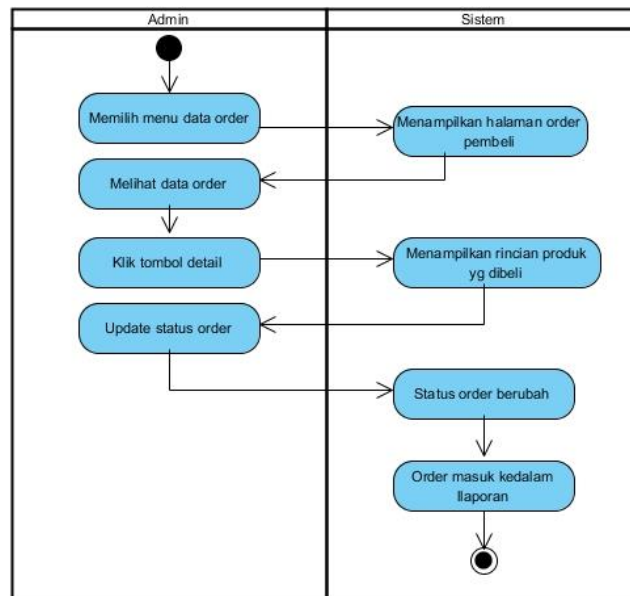 Admin
Sistem
Memilih menu data order
Menampilkan halaman order
pembeli
Melihat data order
Klik tombol detail
Menampilkan rincian produk
yg dibeli
Update status order
Status order berubah
Order masuk kedalam
llaporan